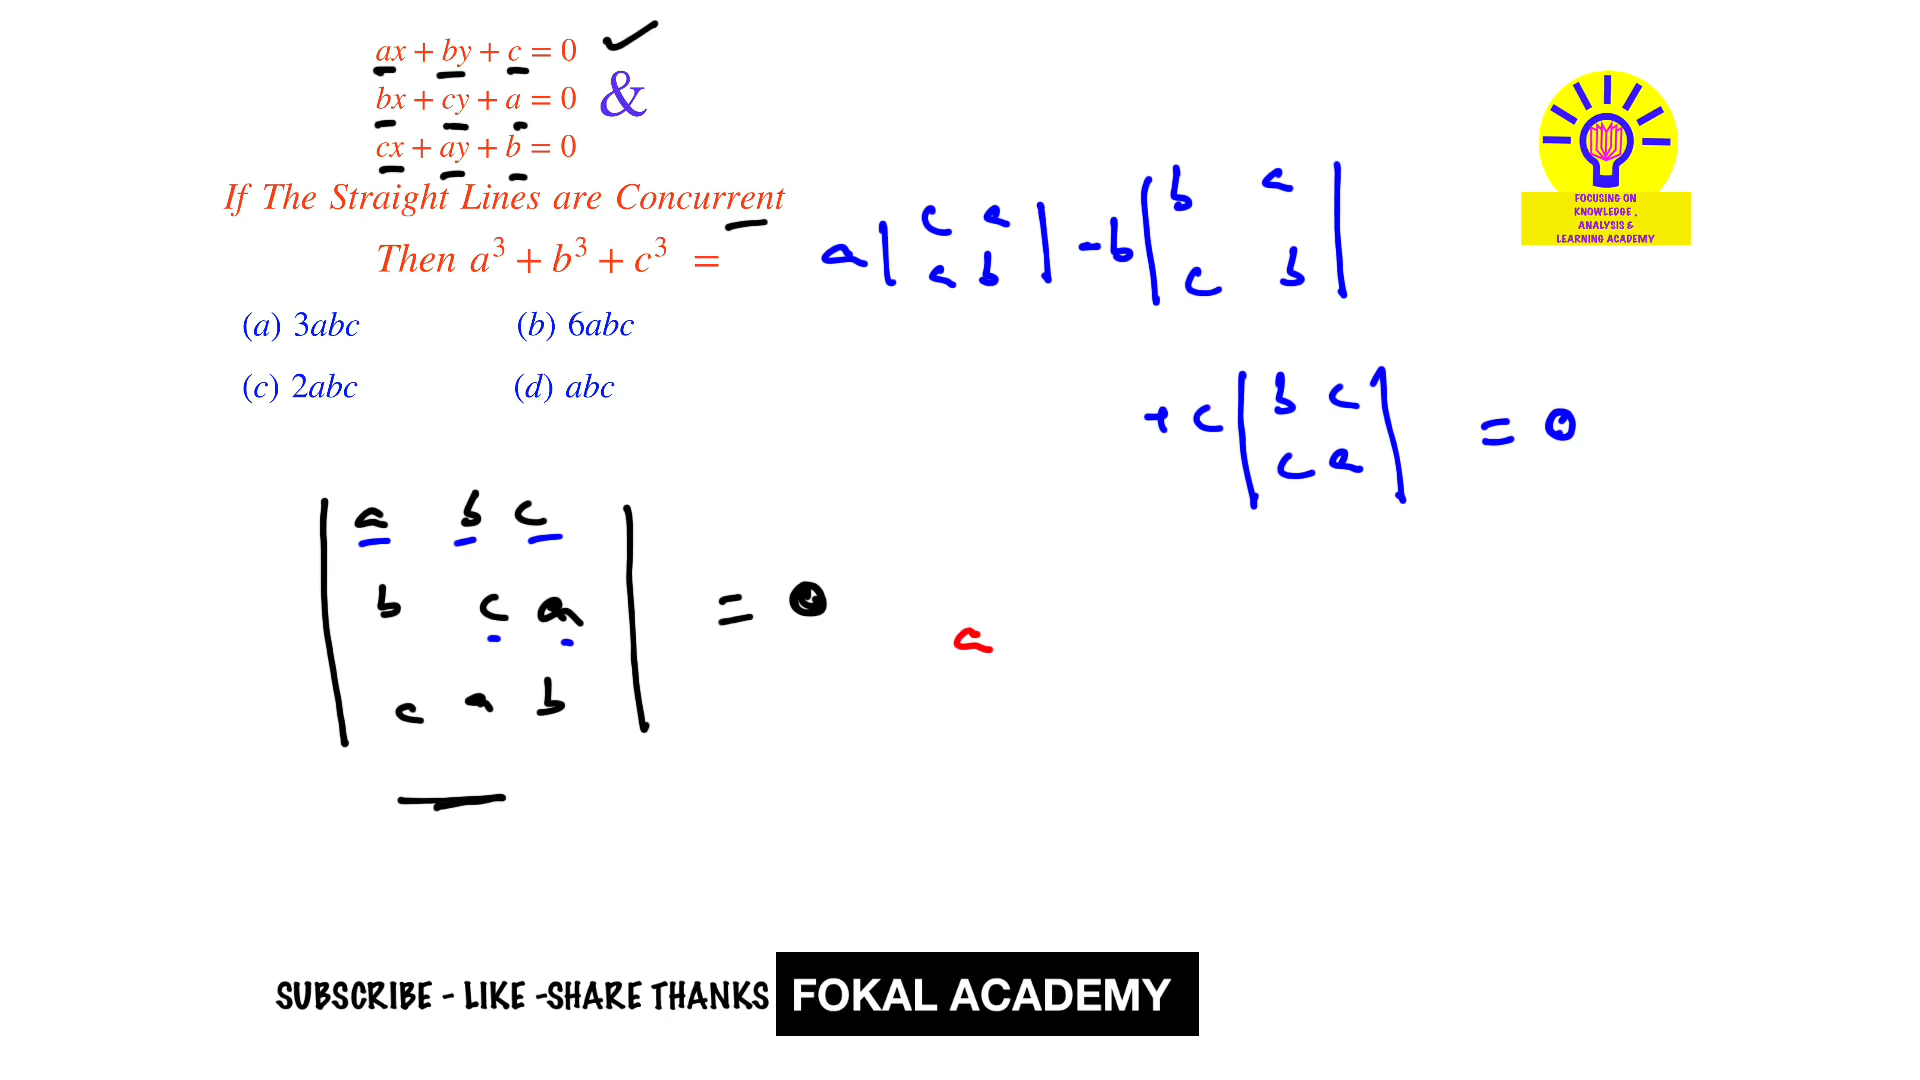 ax + by + c = 0
bx + cy + a = 0
&
cx + ay + b = 0
If The Straight Lines are Concurrent
Then a³ + b³ + c³ =
(a) 3abc
(b) 6abc
(c) 2abc
(d) abc
a | c a | - b | b a |
| a b | | c b |
+ c | b c | = 0
| c a |
| a b c |
| b c a | = 0
| c a b |
a
FOCUSING ON
KNOWLEDGE ,
ANALYSIS &
LEARNING ACADEMY
SUBSCRIBE - LIKE -SHARE THANKS FOKAL ACADEMY